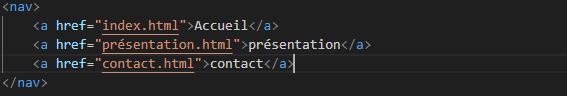 <nav>
    <a href="index.html">Accueil</a>
    <a href="présentation.html">présentation</a>
    <a href="contact.html">contact</a>
</nav>